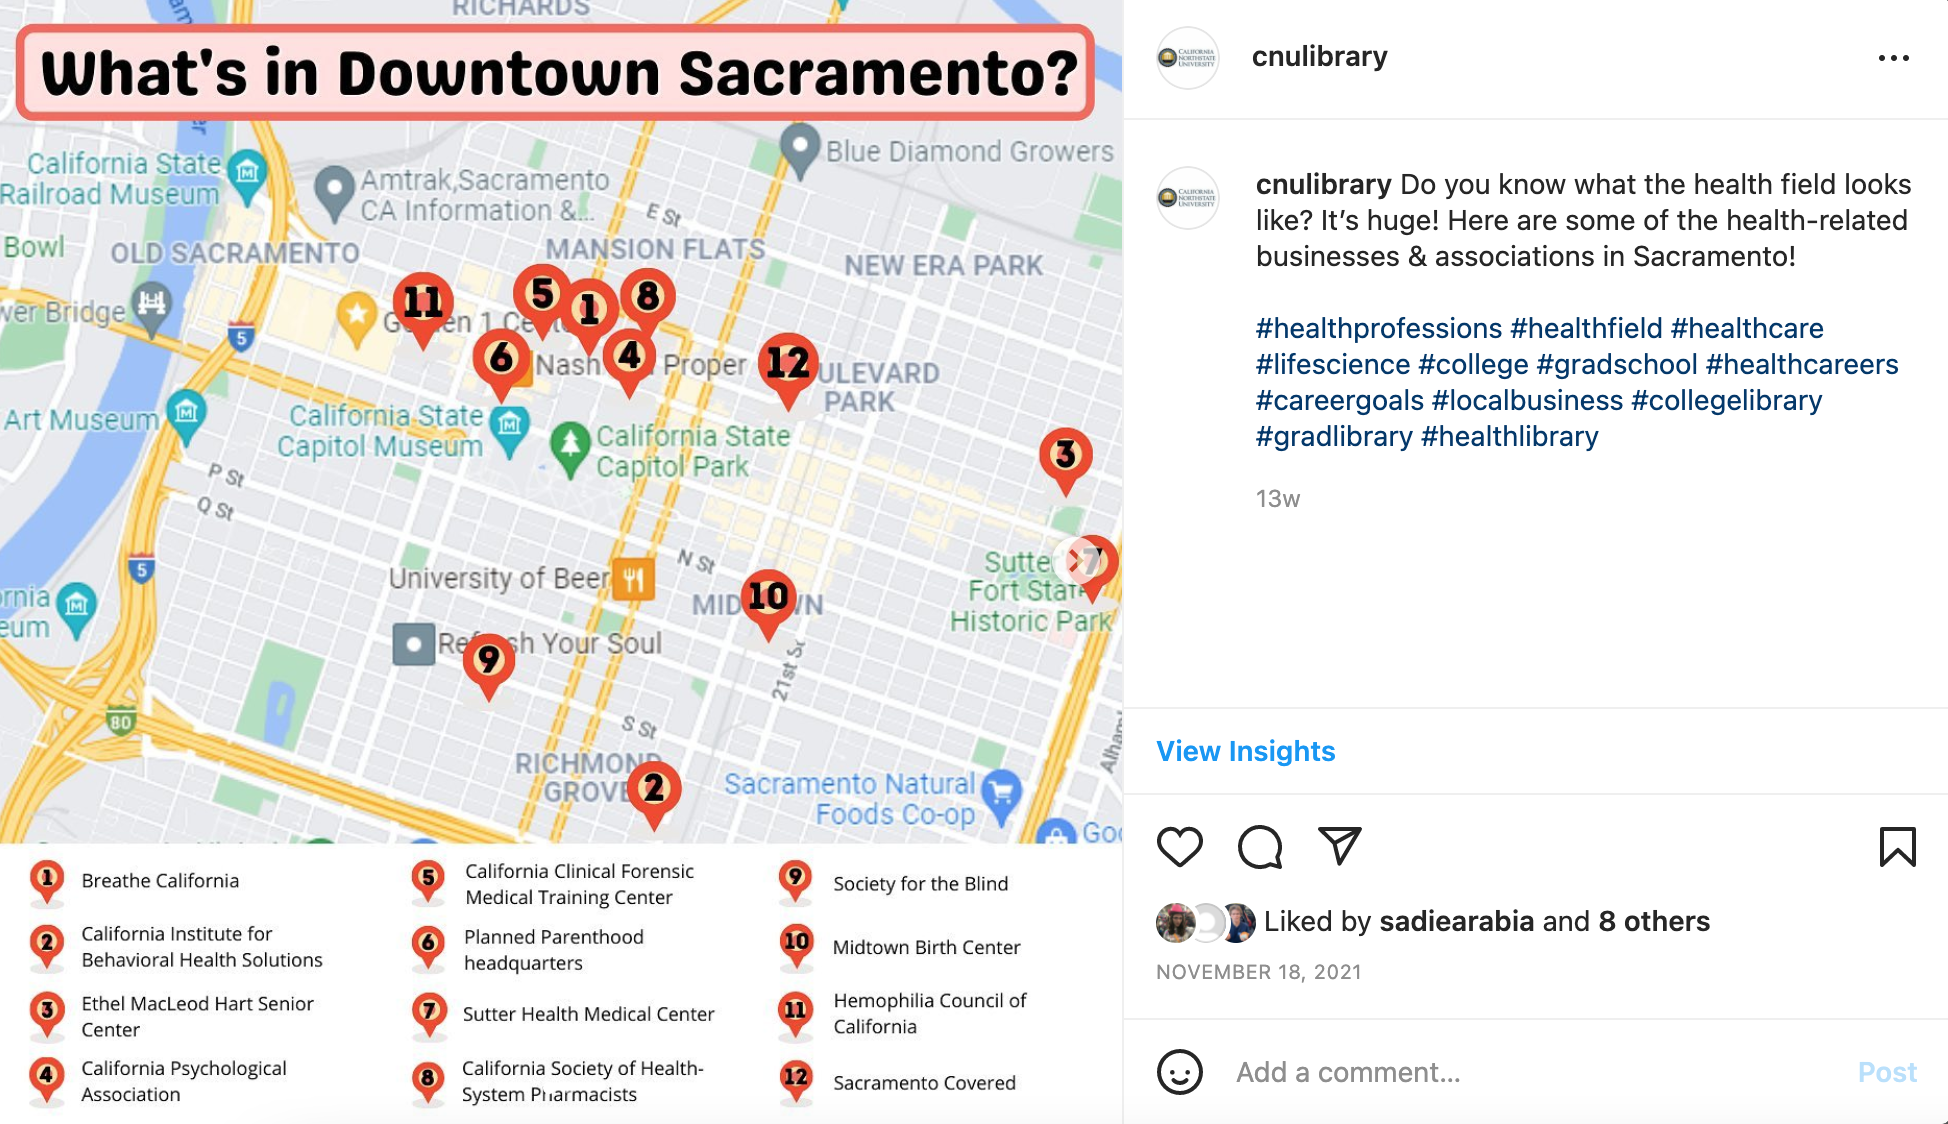 RICHARDS
What's in Downtown Sacramento?
California State
Railroad Museum
Amtrak,Sacramento
CA Information &...
Blue Diamond Growers
E St
Bowl
OLD SACRAMENTO
MANSION FLATS
NEW ERA PARK
wer Bridge
11
5
1
8
5
6
Nash
4
Proper
12
ULEVARD
PARK
Art Museum
California State
Capitol Museum
California State
Capitol Park
3
P St
Q St
5
University of Beer
N St
Sutte
Fort Stat
Historic Park
7
10
MID
N
rnia
eum
sh Your Soul
9
21st St
80
S St
RICHMOND
GROVE
2
Sacramento Natural
Foods Co-op
1 Breathe California
2 California Institute for
Behavioral Health Solutions
3 Ethel MacLeod Hart Senior
Center
4 California Psychological
Association
5 California Clinical Forensic
Medical Training Center
6 Planned Parenthood
headquarters
7 Sutter Health Medical Center
8 California Society of Health-
System Pharmacists
9 Society for the Blind
10 Midtown Birth Center
11 Hemophilia Council of
California
12 Sacramento Covered
CALIFORNIA
NORTHSTATE
UNIVERSITY
cnulibrary
CALIFORNIA
NORTHSTATE
UNIVERSITY
cnulibrary Do you know what the health field looks
like? It’s huge! Here are some of the health-related
businesses & associations in Sacramento!
#healthprofessions #healthfield #healthcare
#lifescience #college #gradschool #healthcareers
#careergoals #localbusiness #collegelibrary
#gradlibrary #healthlibrary
13w
View Insights
Liked by sadiearabia and 8 others
NOVEMBER 18, 2021
Add a comment...
Post